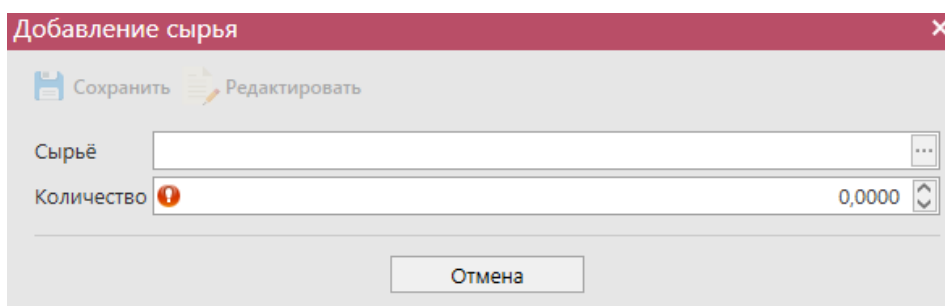 Добавление сырья
Сохранить Редактировать
Сырьё
Количество 0,0000
Отмена